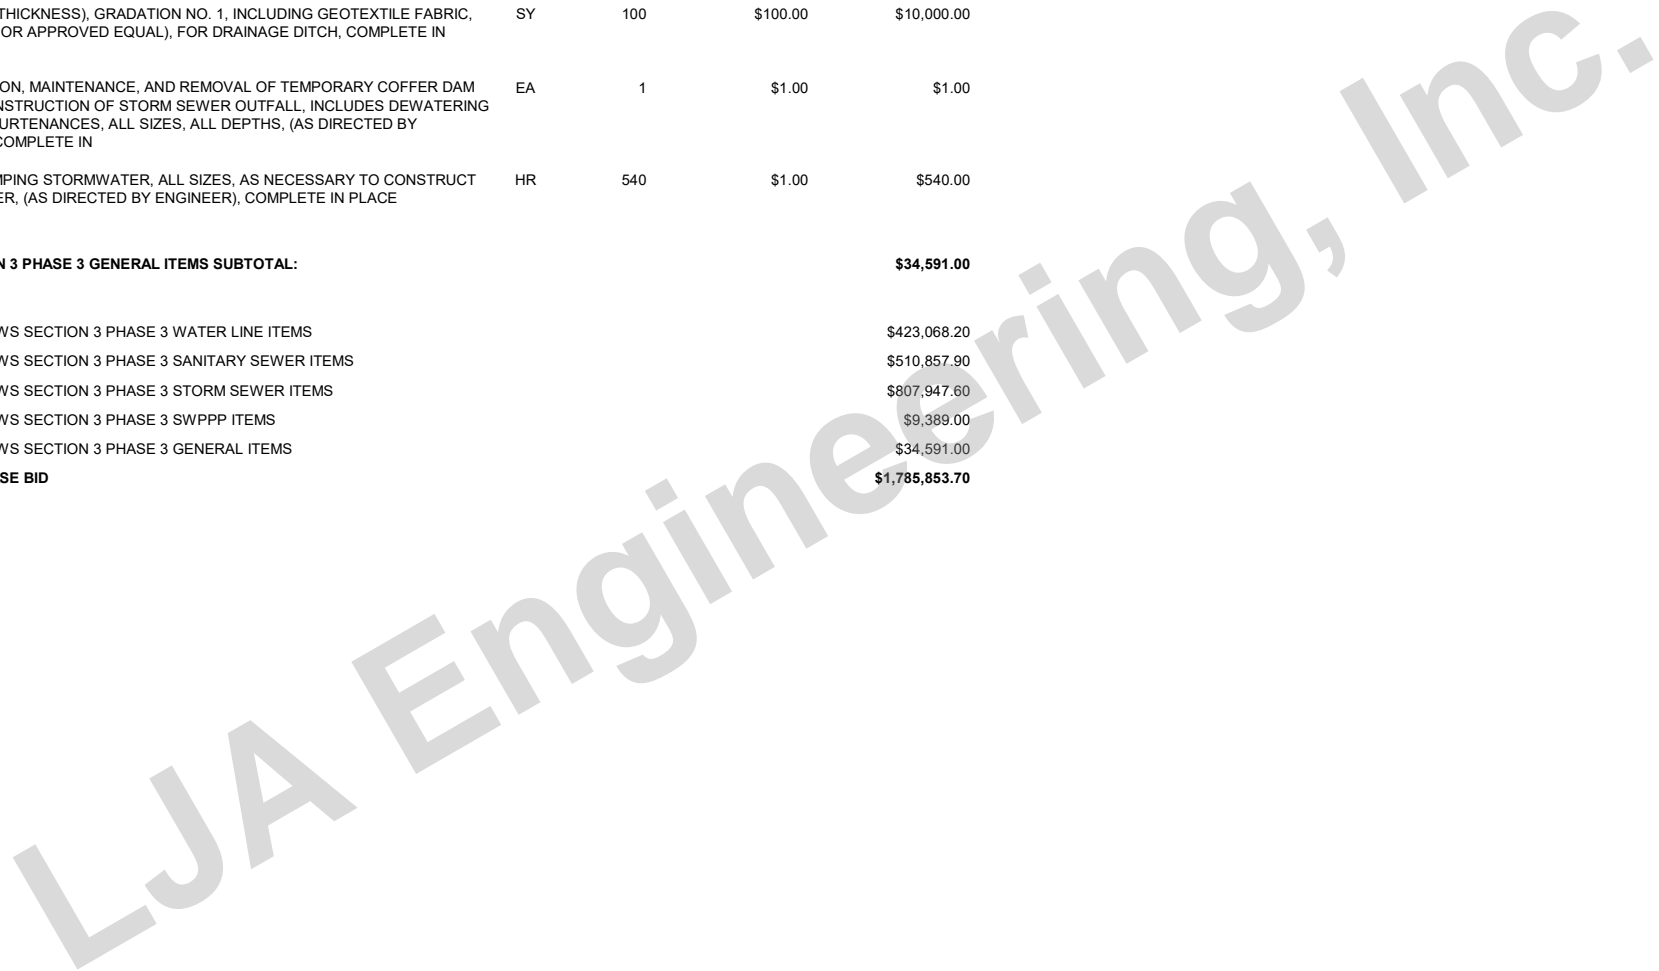 THICKNESS), GRADATION NO. 1, INCLUDING GEOTEXTILE FABRIC, SY 100 $100.00 $10,000.00
OR APPROVED EQUAL), FOR DRAINAGE DITCH, COMPLETE IN
ON, MAINTENANCE, AND REMOVAL OF TEMPORARY COFFER DAM EA 1 $1.00 $1.00
NSTRUCTION OF STORM SEWER OUTFALL, INCLUDES DEWATERING
URTENANCES, ALL SIZES, ALL DEPTHS, (AS DIRECTED BY
COMPLETE IN
MPING STORMWATER, ALL SIZES, AS NECESSARY TO CONSTRUCT HR 540 $1.00 $540.00
ER, (AS DIRECTED BY ENGINEER), COMPLETE IN PLACE
N 3 PHASE 3 GENERAL ITEMS SUBTOTAL: $34,591.00
WS SECTION 3 PHASE 3 WATER LINE ITEMS $423,068.20
WS SECTION 3 PHASE 3 SANITARY SEWER ITEMS $510,857.90
WS SECTION 3 PHASE 3 STORM SEWER ITEMS $807,947.60
WS SECTION 3 PHASE 3 SWPPP ITEMS $9,389.00
WS SECTION 3 PHASE 3 GENERAL ITEMS $34,591.00
SE BID $1,785,853.70
LJA Engineering, Inc.